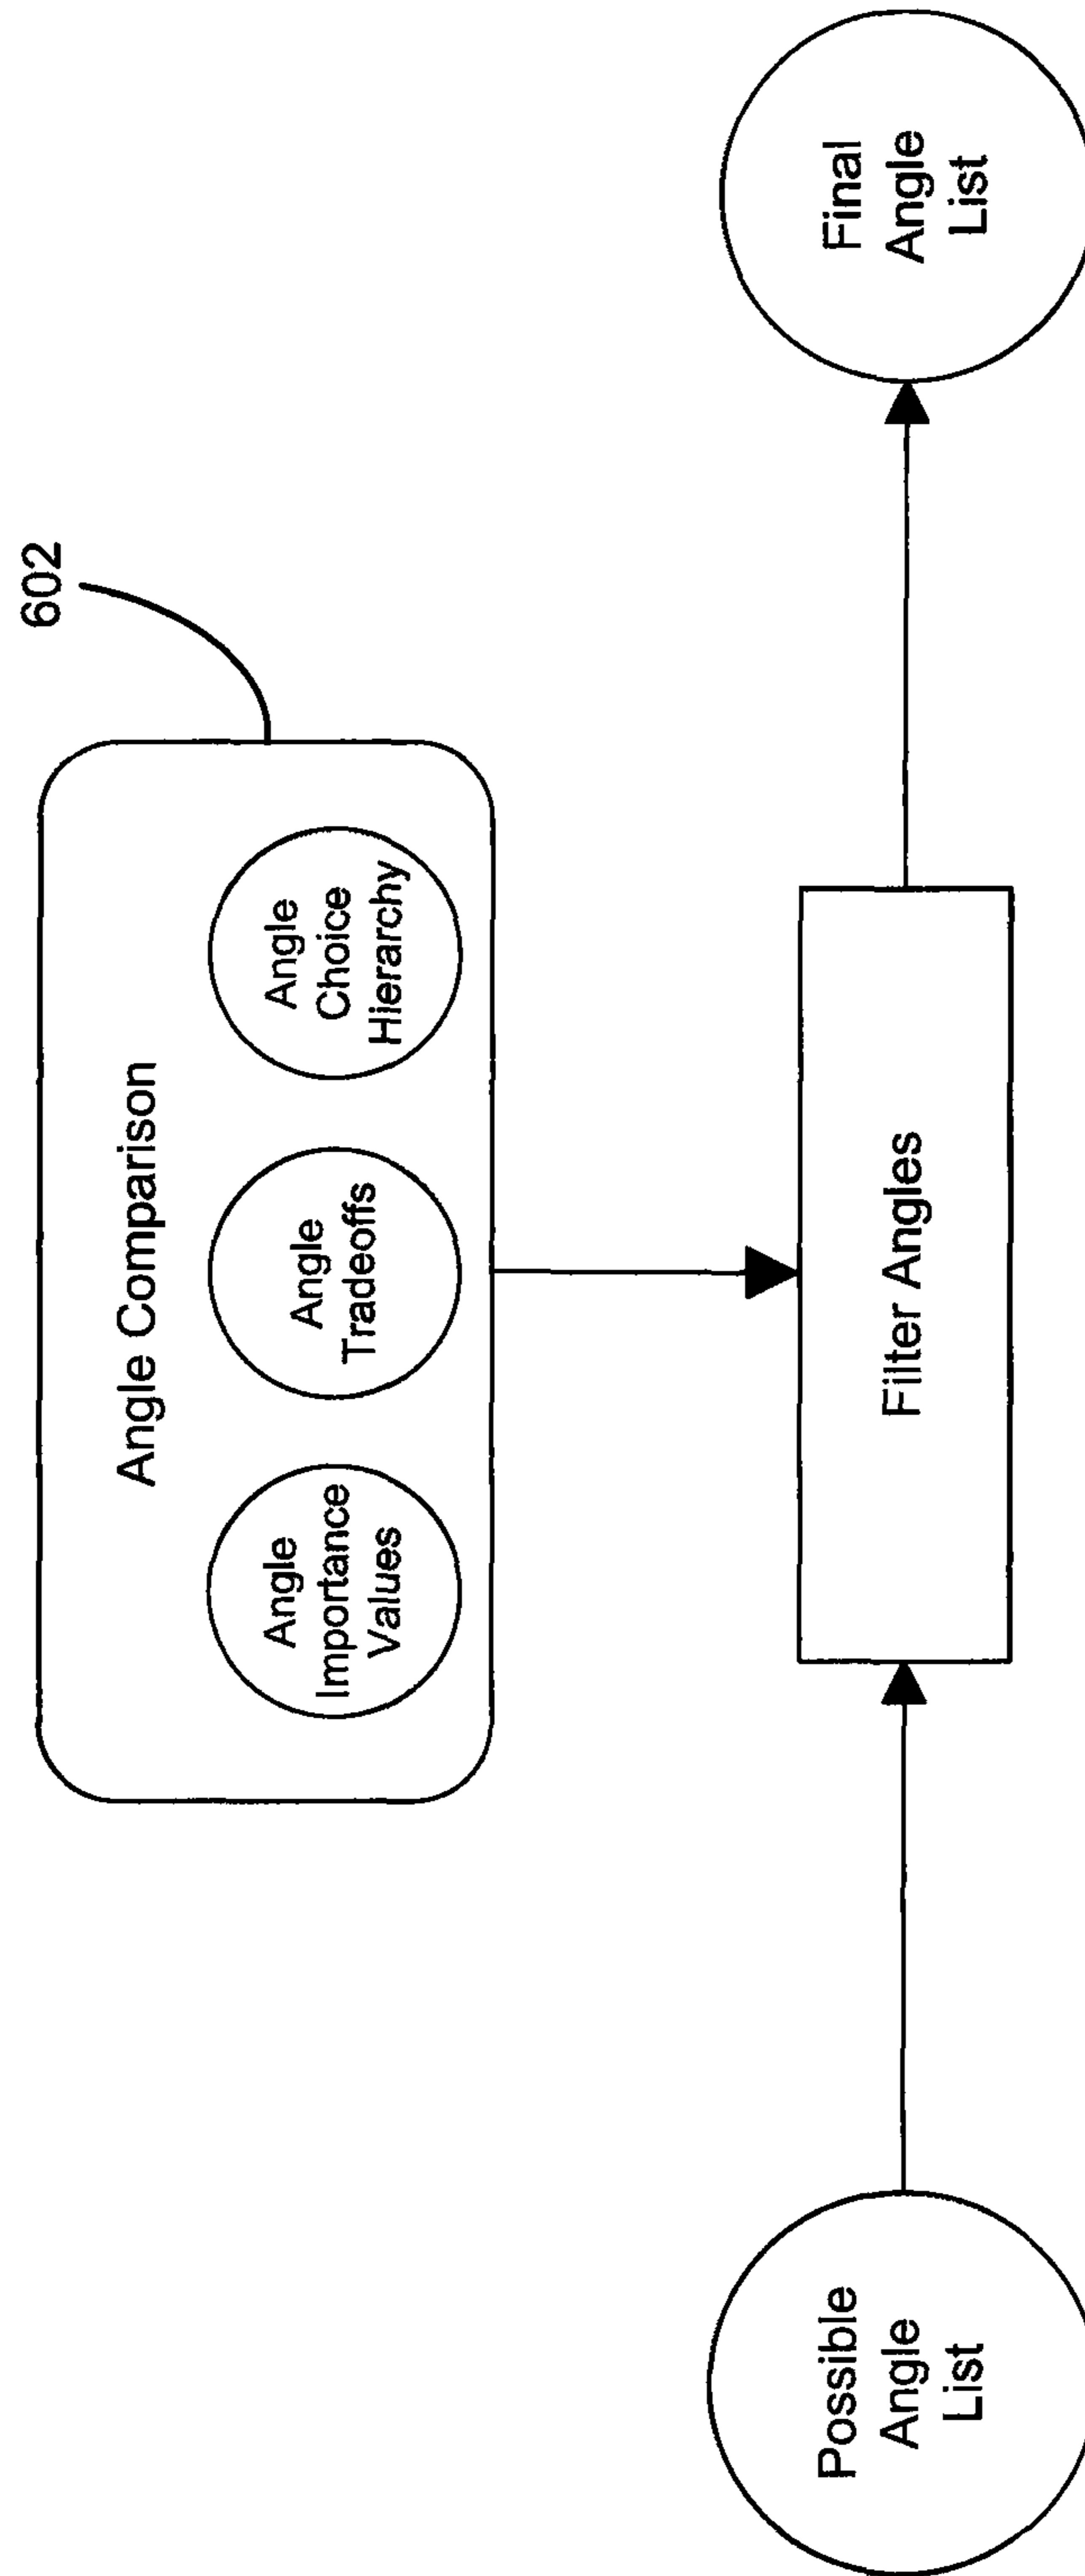 602
Angle Comparison
Angle
Importance
Values
Angle
Tradeoffs
Angle
Choice
Hierarchy
Possible
Angle
List
Filter Angles
Final
Angle
List